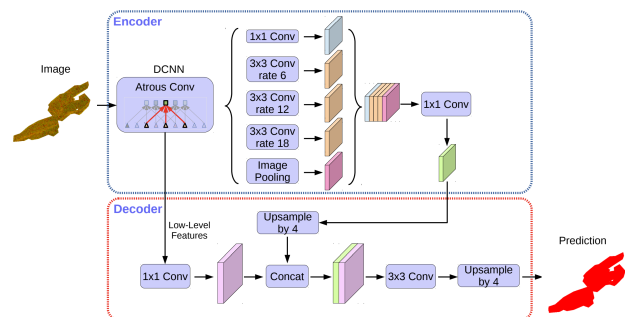 Encoder
Image
DCNN
Atrous Conv
1x1 Conv
3x3 Conv
rate 6
3x3 Conv
rate 12
3x3 Conv
rate 18
Image
Pooling
1x1 Conv
Decoder
Low-Level
Features
Upsample
by 4
1x1 Conv
Concat
3x3 Conv
Upsample
by 4
Prediction